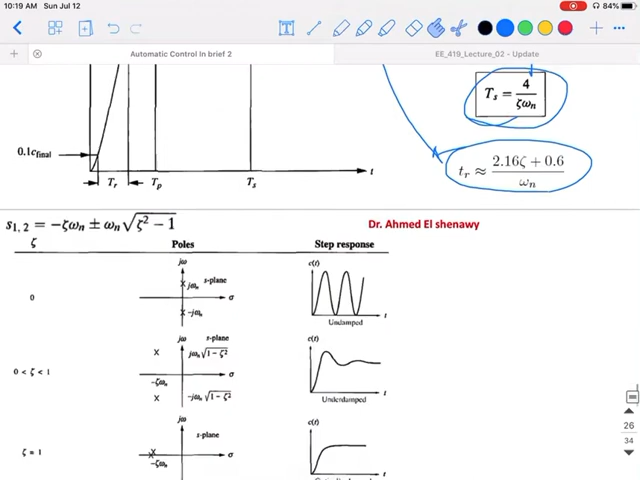 10:19 AM Sun Jul 12
84%
Automatic Control In brief 2
EE_419_Lecture_02 - Update
T_s = 4 / ζω_n
0.1c_final
T_r
T_p
T_s
t
t_r ≈ (2.16ζ + 0.6) / ω_n
s_{1, 2} = −ζω_n ± ω_n √(ζ² − 1)
Dr. Ahmed El shenawy
ζ Poles Step response
jω
s-plane
jω_n
σ
−jω_n
0
c(t)
t
Undamped
jω
s-plane
jω_n √(1 − ζ²)
σ
−ζω_n
−jω_n √(1 − ζ²)
0 < ζ < 1
c(t)
t
Underdamped
jω
s-plane
σ
−ζω_n
ζ = 1
c(t)
t
26
34